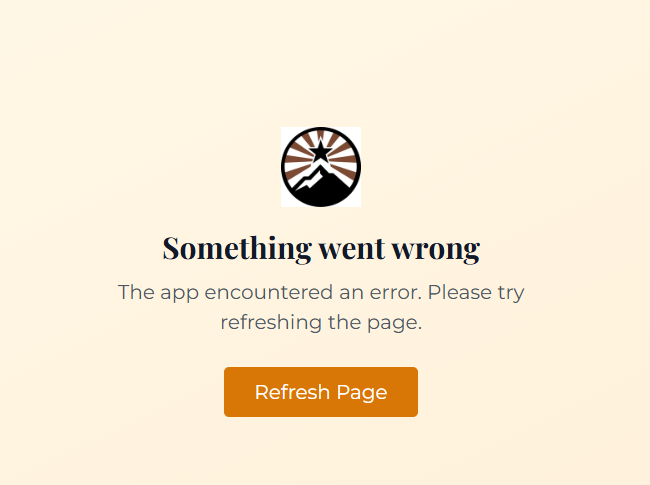 Something went wrong
The app encountered an error. Please try
refreshing the page.
Refresh Page